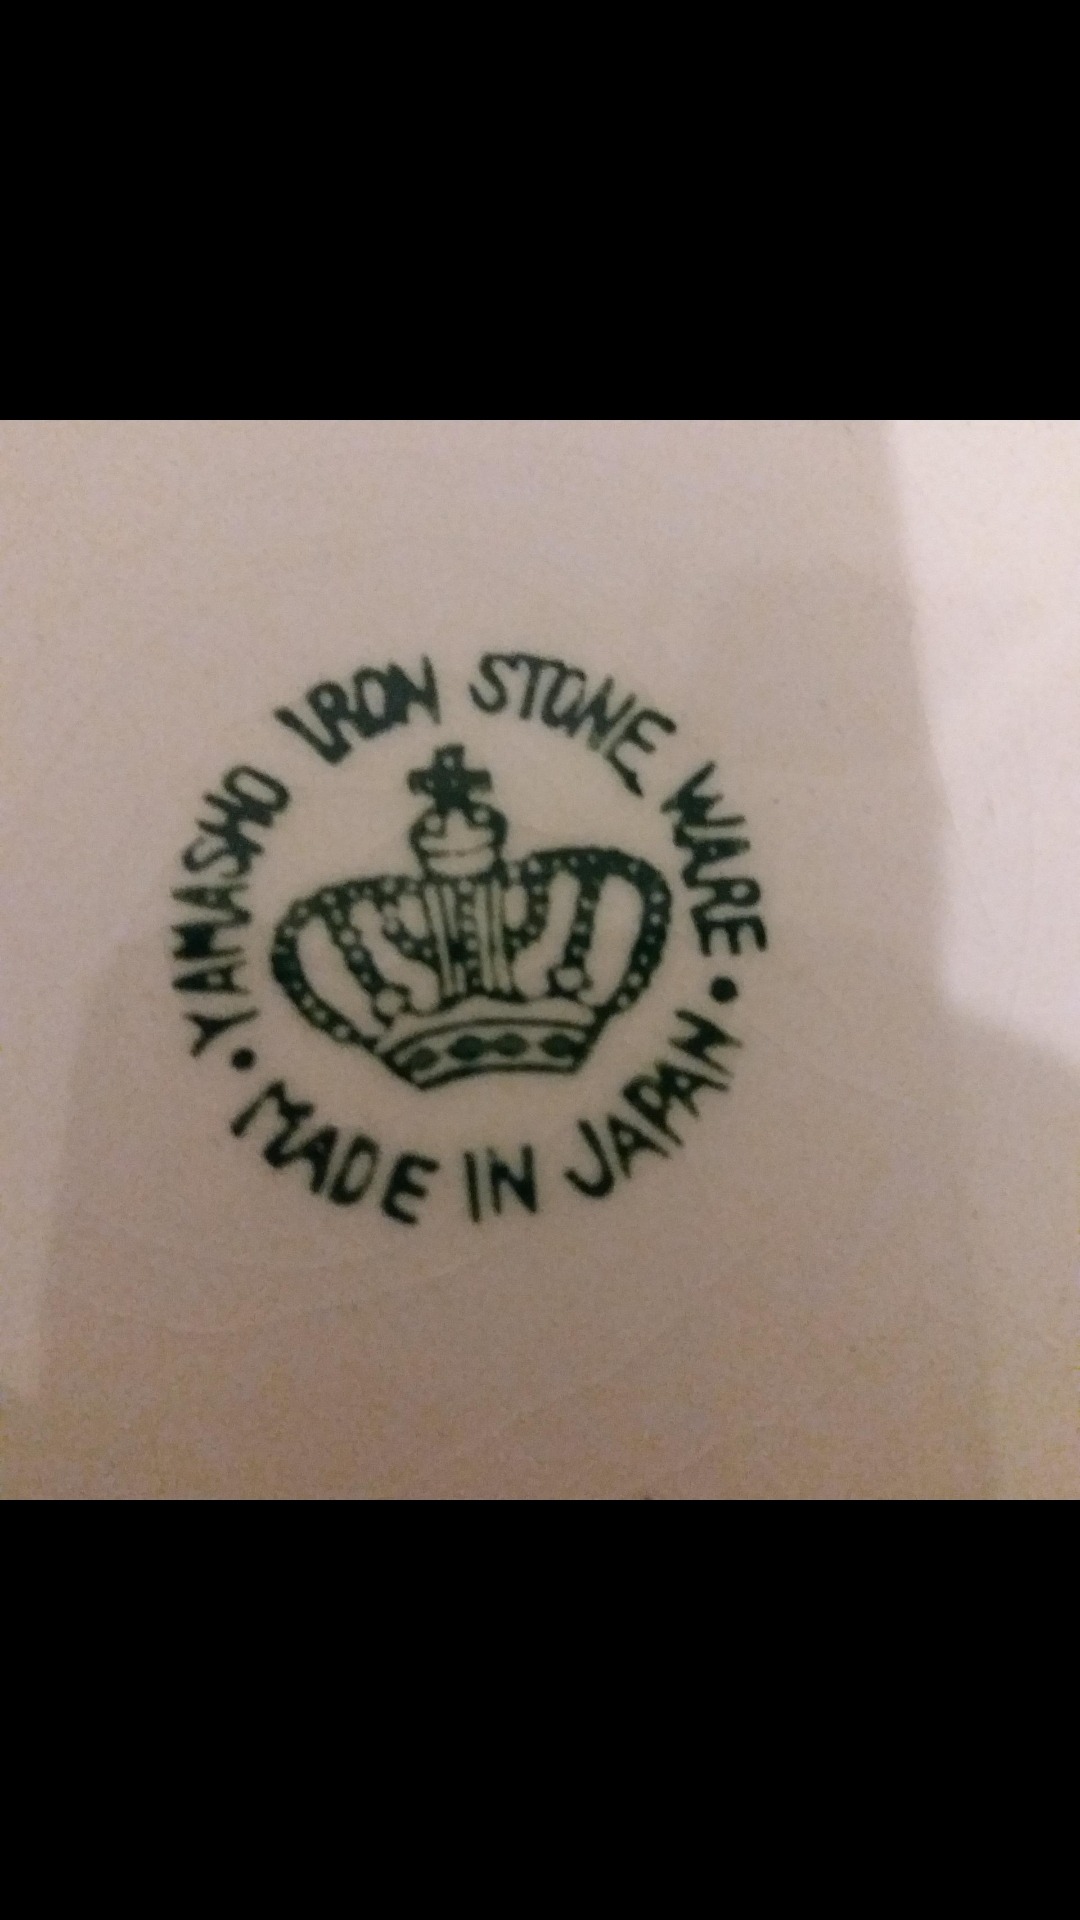 YAMASHO IRON STONE WARE
• MADE IN JAPAN •